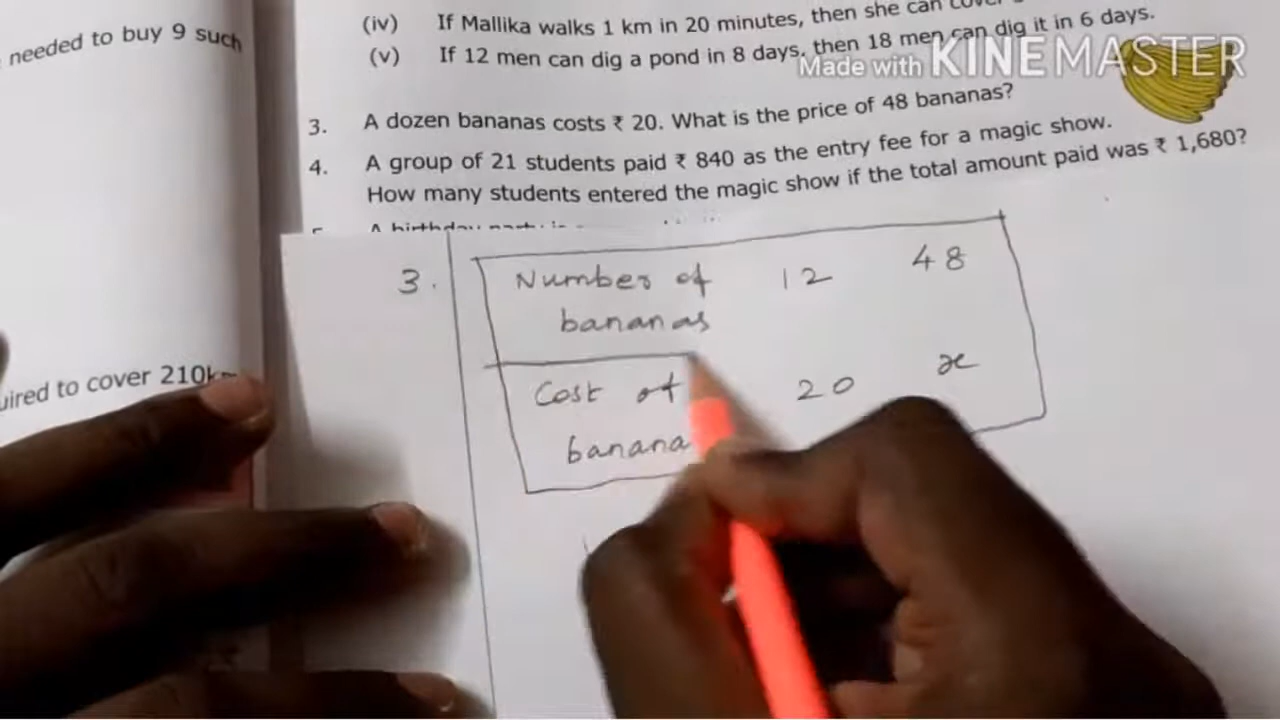 needed to buy 9 such
(iv) If Mallika walks 1 km in 20 minutes, then she can cover
(v) If 12 men can dig a pond in 8 days, then 18 men can dig it in 6 days.
Made with KINEMASTER
3. A dozen bananas costs ₹ 20. What is the price of 48 bananas?
4. A group of 21 students paid ₹ 840 as the entry fee for a magic show.
How many students entered the magic show if the total amount paid was ₹ 1,680?
A birthday party
3. Number of 12 48
bananas
Cost of 20 x
banana
uired to cover 210km